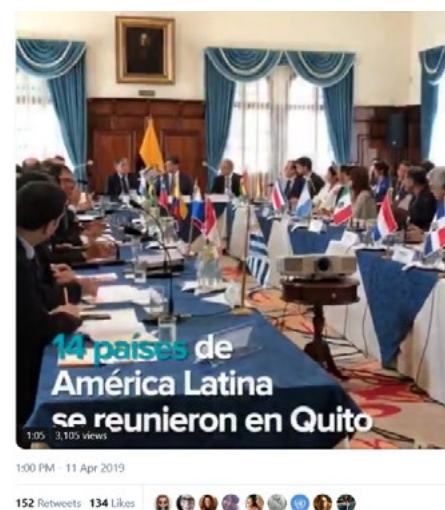 14 países de
América Latina
se reunieron en Quito
1:05 3,105 views
1:00 PM - 11 Apr 2019
152 Retweets 134 Likes